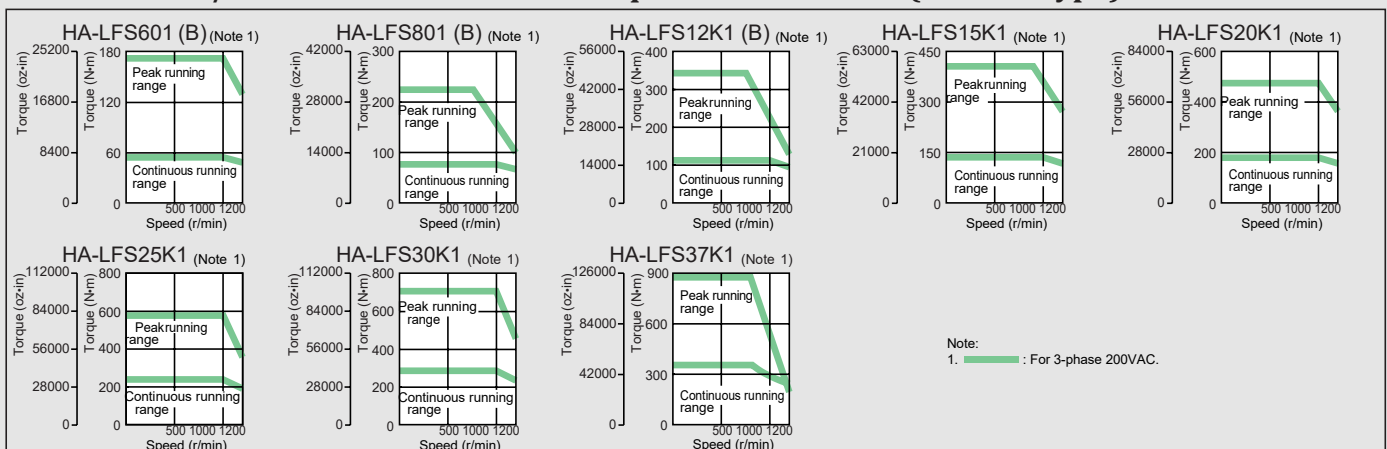 HA-LFS601 (B) (Note 1)
Torque (oz•in)
25200
16800
8400
0
Torque (N•m)
180
120
60
0
Peak running
range
Continuous running
range
500 1000 1200
Speed (r/min)
HA-LFS801 (B) (Note 1)
Torque (oz•in)
42000
28000
14000
0
Torque (N•m)
300
200
100
0
Peak running
range
Continuous running
range
500 1000 1200
Speed (r/min)
HA-LFS12K1 (B) (Note 1)
Torque (oz•in)
56000
42000
28000
14000
0
Torque (N•m)
400
300
200
100
0
Peakrunning
range
Continuous running
range
500 1000 1200
Speed (r/min)
HA-LFS15K1 (Note 1)
Torque (oz•in)
63000
42000
21000
0
Torque (N•m)
450
300
150
0
Peakrunning
range
Continuous running
range
500 1000 1200
Speed (r/min)
HA-LFS20K1 (Note 1)
Torque (oz•in)
84000
56000
28000
0
Torque (N•m)
600
400
200
0
Peak running
range
Continuous running
range
500 1000 1200
Speed (r/min)
HA-LFS25K1 (Note 1)
Torque (oz•in)
112000
84000
56000
28000
0
Torque (N•m)
800
600
400
200
0
Peakrunning
range
Continuous running
range
500 1000 1200
Speed (r/min)
HA-LFS30K1 (Note 1)
Torque (oz•in)
112000
84000
56000
28000
0
Torque (N•m)
800
600
400
200
0
Peak running
range
Continuous running
range
500 1000 1200
Speed (r/min)
HA-LFS37K1 (Note 1)
Torque (oz•in)
126000
84000
42000
0
Torque (N•m)
900
600
300
0
Peak running
range
Continuous running
range
500 1000 1200
Speed (r/min)
Note:
1. : For 3-phase 200VAC.